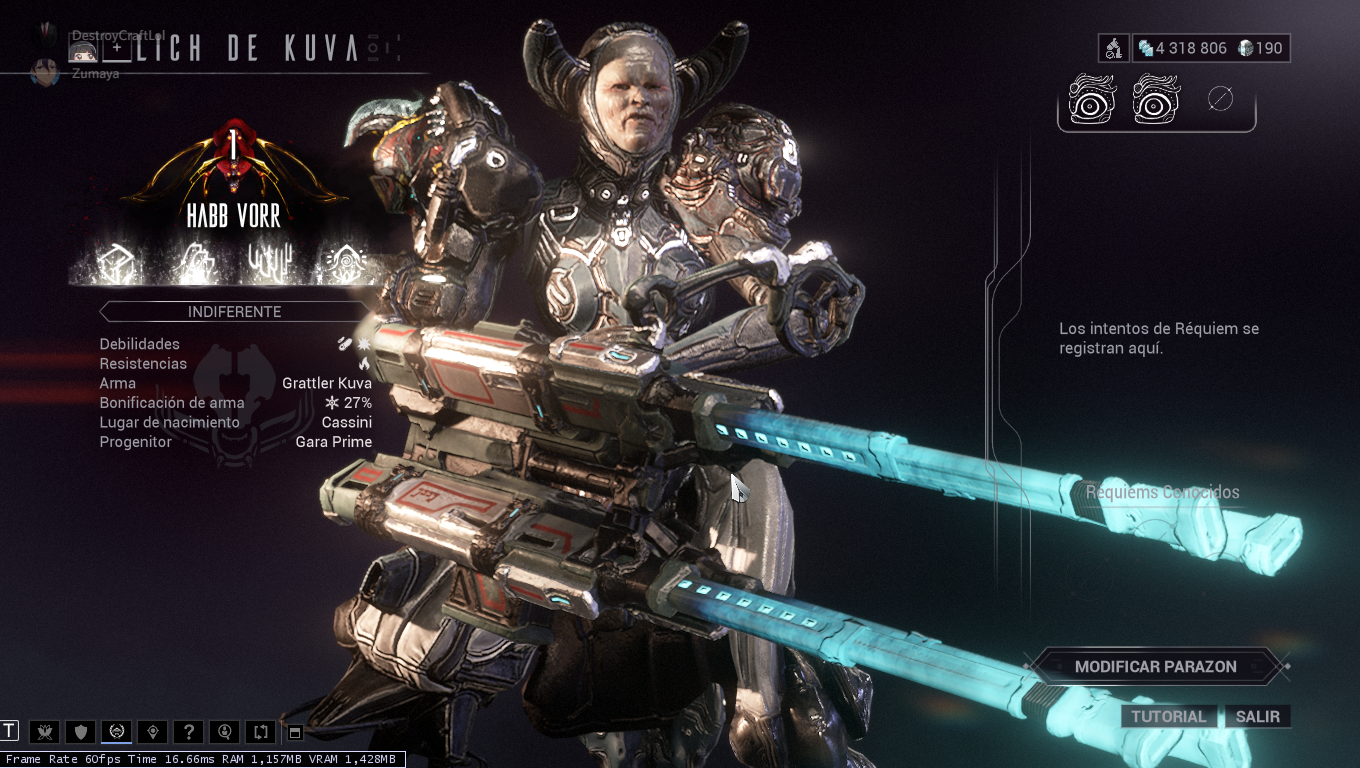 DestroyCraftLol
LICH DE KUVA
Zumaya
4 318 806
190
1
HABB VORR
INDIFERENTE
Debilidades
Resistencias
Arma Grattler Kuva
Bonificación de arma 27%
Lugar de nacimiento Cassini
Progenitor Gara Prime
Los intentos de Réquiem se
registran aquí.
Requiems Conocidos
MODIFICAR PARAZON
TUTORIAL SALIR
T
?
Frame Rate 60fps Time 16.66ms RAM 1,157MB VRAM 1,428MB